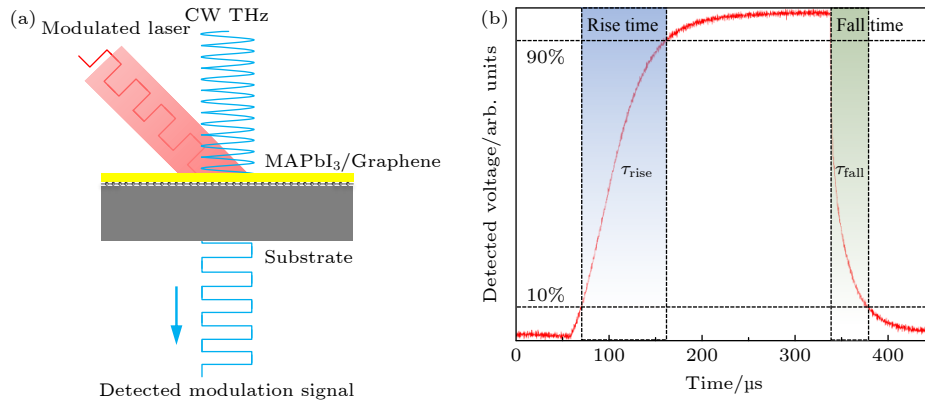 (a)
CW THz
Modulated laser
MAPbI₃/Graphene
Substrate
Detected modulation signal
(b)
Detected voltage/arb. units
90%
10%
Rise time
Fall time
τrise
τfall
0
100
200
300
400
Time/μs